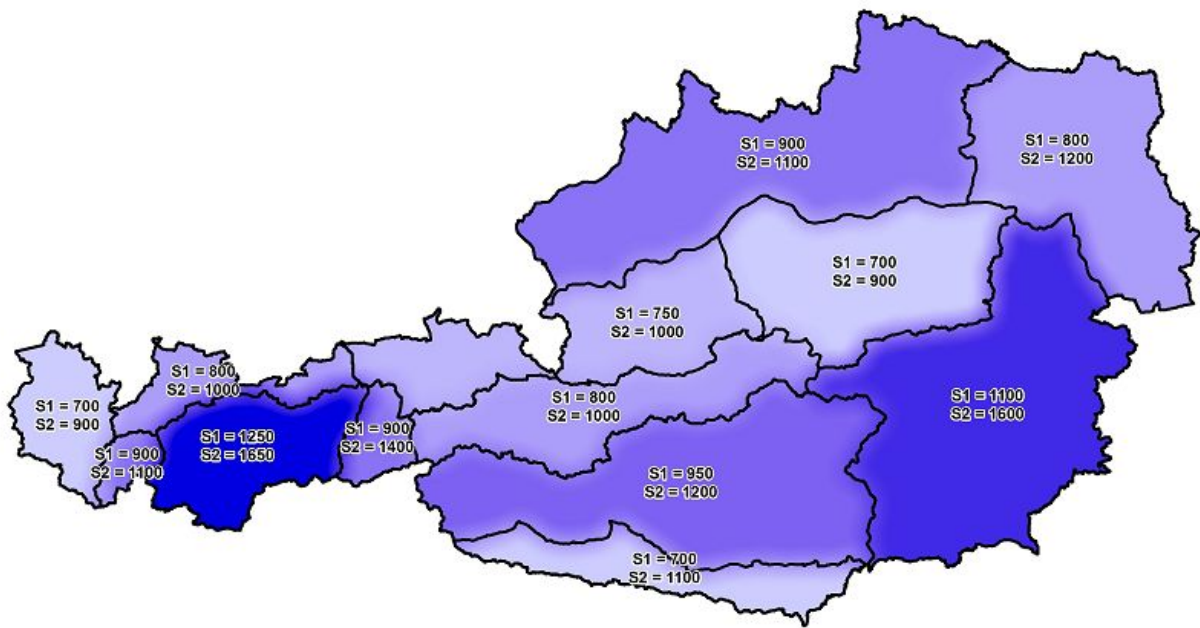 S1 = 900
S2 = 1100
S1 = 800
S2 = 1200
S1 = 700
S2 = 900
S1 = 750
S2 = 1000
S1 = 800
S2 = 1000
S1 = 700
S2 = 900
S1 = 800
S2 = 1000
S1 = 1100
S2 = 1600
S1 = 900
S2 = 1400
S1 = 1250
S2 = 1650
S1 = 900
S2 = 1100
S1 = 950
S2 = 1200
S1 = 700
S2 = 1100